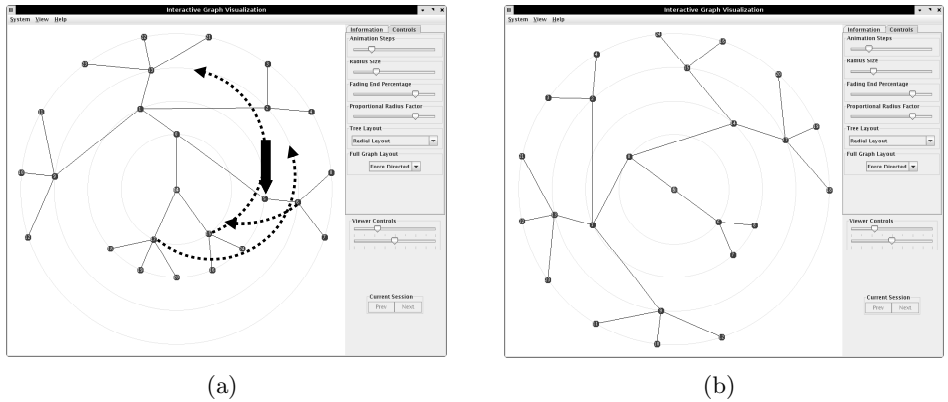 Interactive Graph Visualization
System View Help
Information Controls
Animation Steps
Radius Size
Fading End Percentage
Proportional Radius Factor
Tree Layout
Radial Layout
Full Graph Layout
Force Directed
Viewer Controls
Current Session
Prev Next
(a)
Interactive Graph Visualization
System View Help
Information Controls
Animation Steps
Radius Size
Fading End Percentage
Proportional Radius Factor
Tree Layout
Radial Layout
Full Graph Layout
Force Directed
Viewer Controls
Current Session
Prev Next
(b)